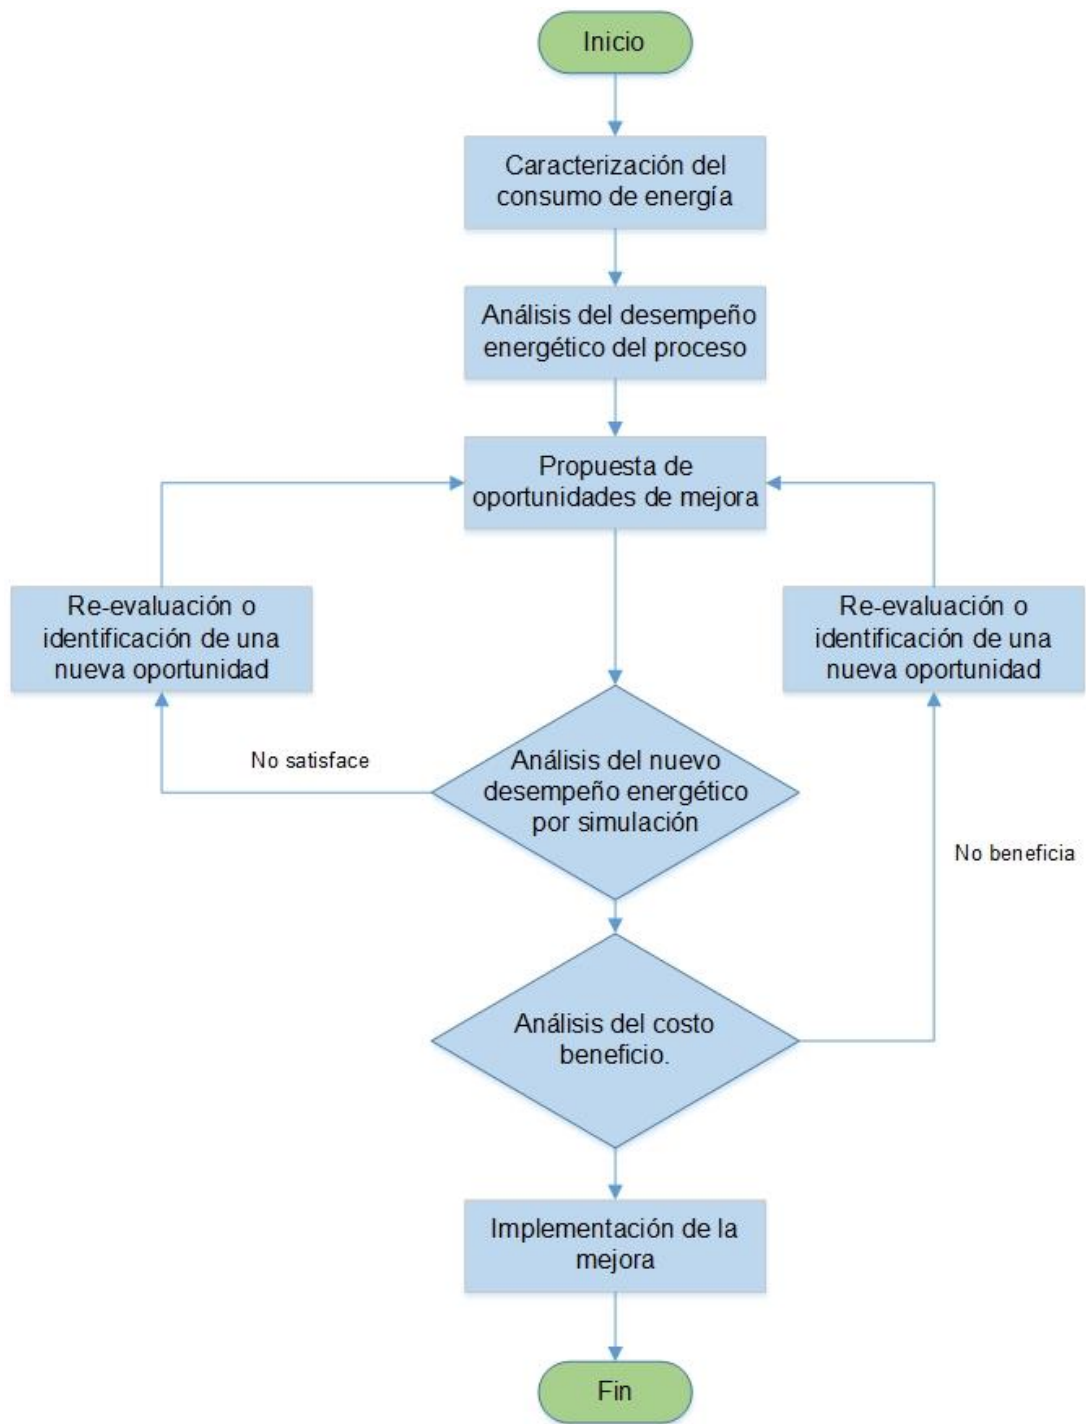 Inicio
Caracterización del
consumo de energía
Análisis del desempeño
energético del proceso
Propuesta de
oportunidades de mejora
Re-evaluación o
identificación de una
nueva oportunidad
Re-evaluación o
identificación de una
nueva oportunidad
No satisface
Análisis del nuevo
desempeño energético
por simulación
No beneficia
Análisis del costo
beneficio.
Implementación de la
mejora
Fin